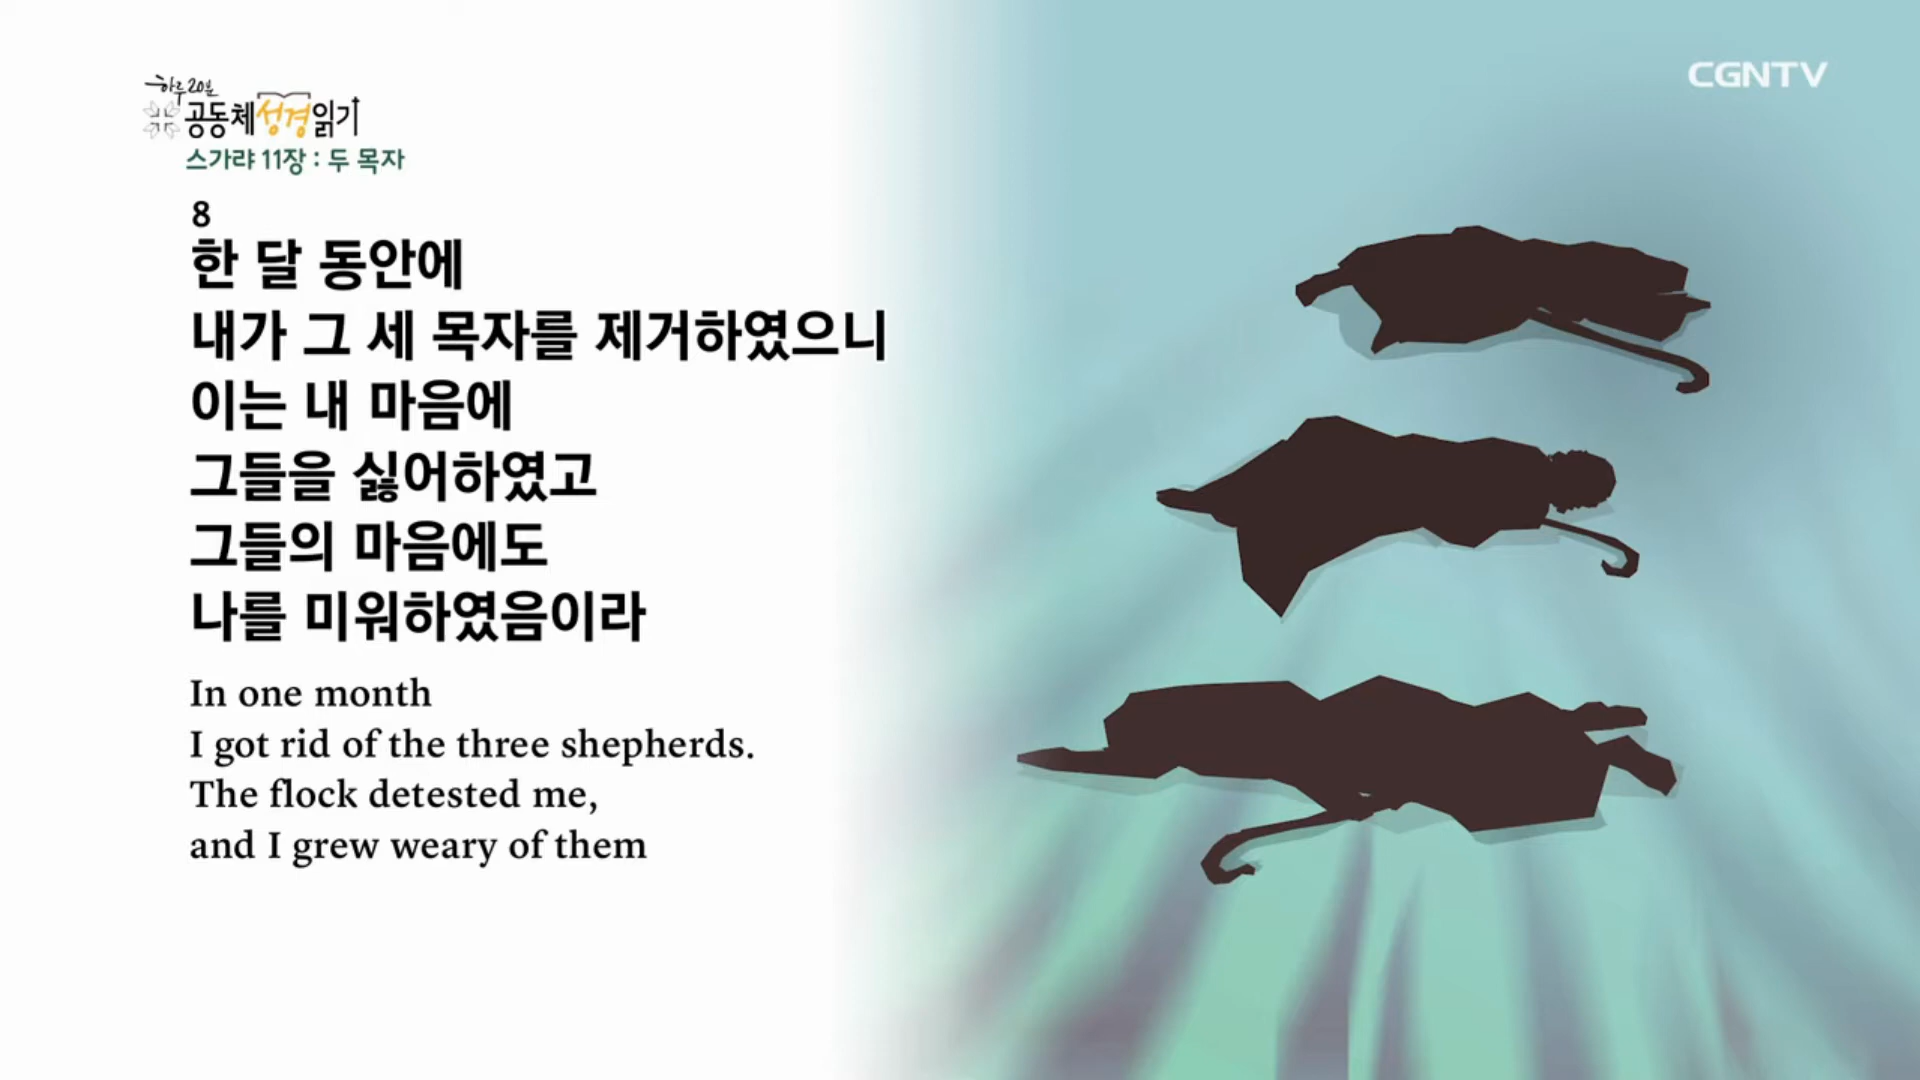 하루 20분
공동체성경읽기
스가랴 11장 : 두 목자
CGNTV
8
한 달 동안에
내가 그 세 목자를 제거하였으니
이는 내 마음에
그들을 싫어하였고
그들의 마음에도
나를 미워하였음이라
In one month
I got rid of the three shepherds.
The flock detested me,
and I grew weary of them